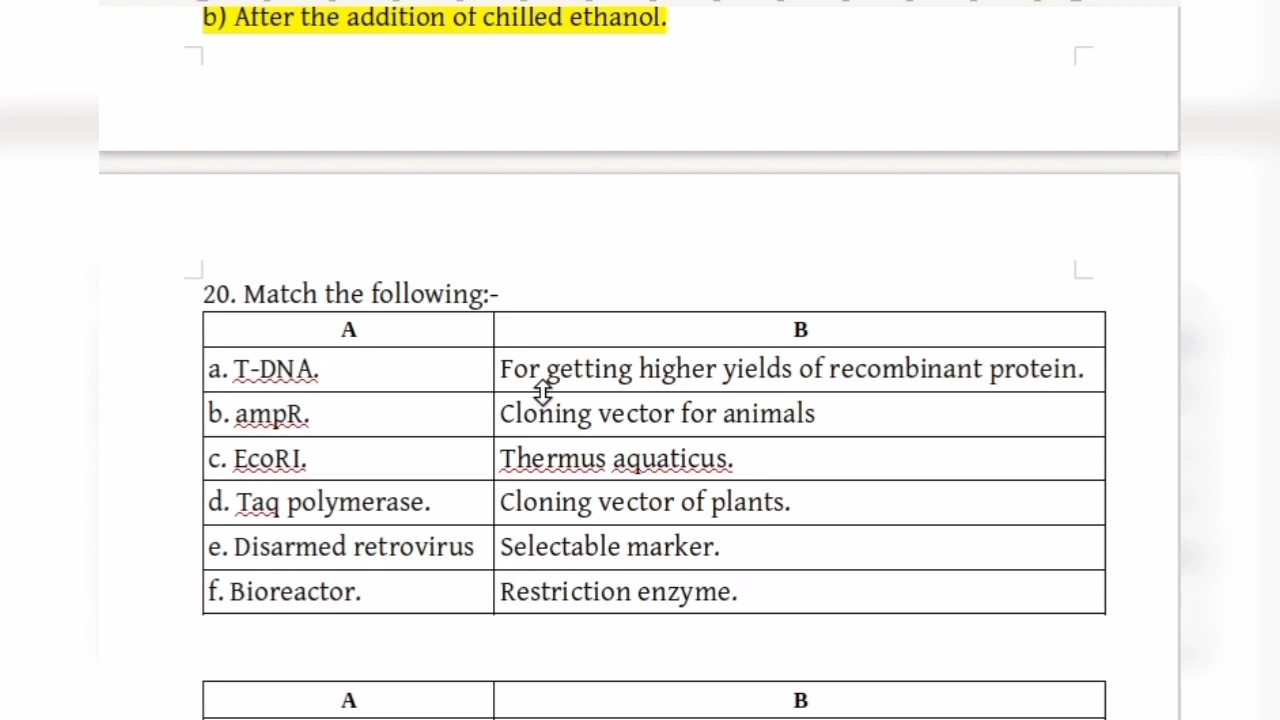 b) After the addition of chilled ethanol.
20. Match the following:-
A B
a. T-DNA. For getting higher yields of recombinant protein.
b. ampR. Cloning vector for animals
c. EcoRI. Thermus aquaticus.
d. Taq polymerase. Cloning vector of plants.
e. Disarmed retrovirus Selectable marker.
f. Bioreactor. Restriction enzyme.
A B